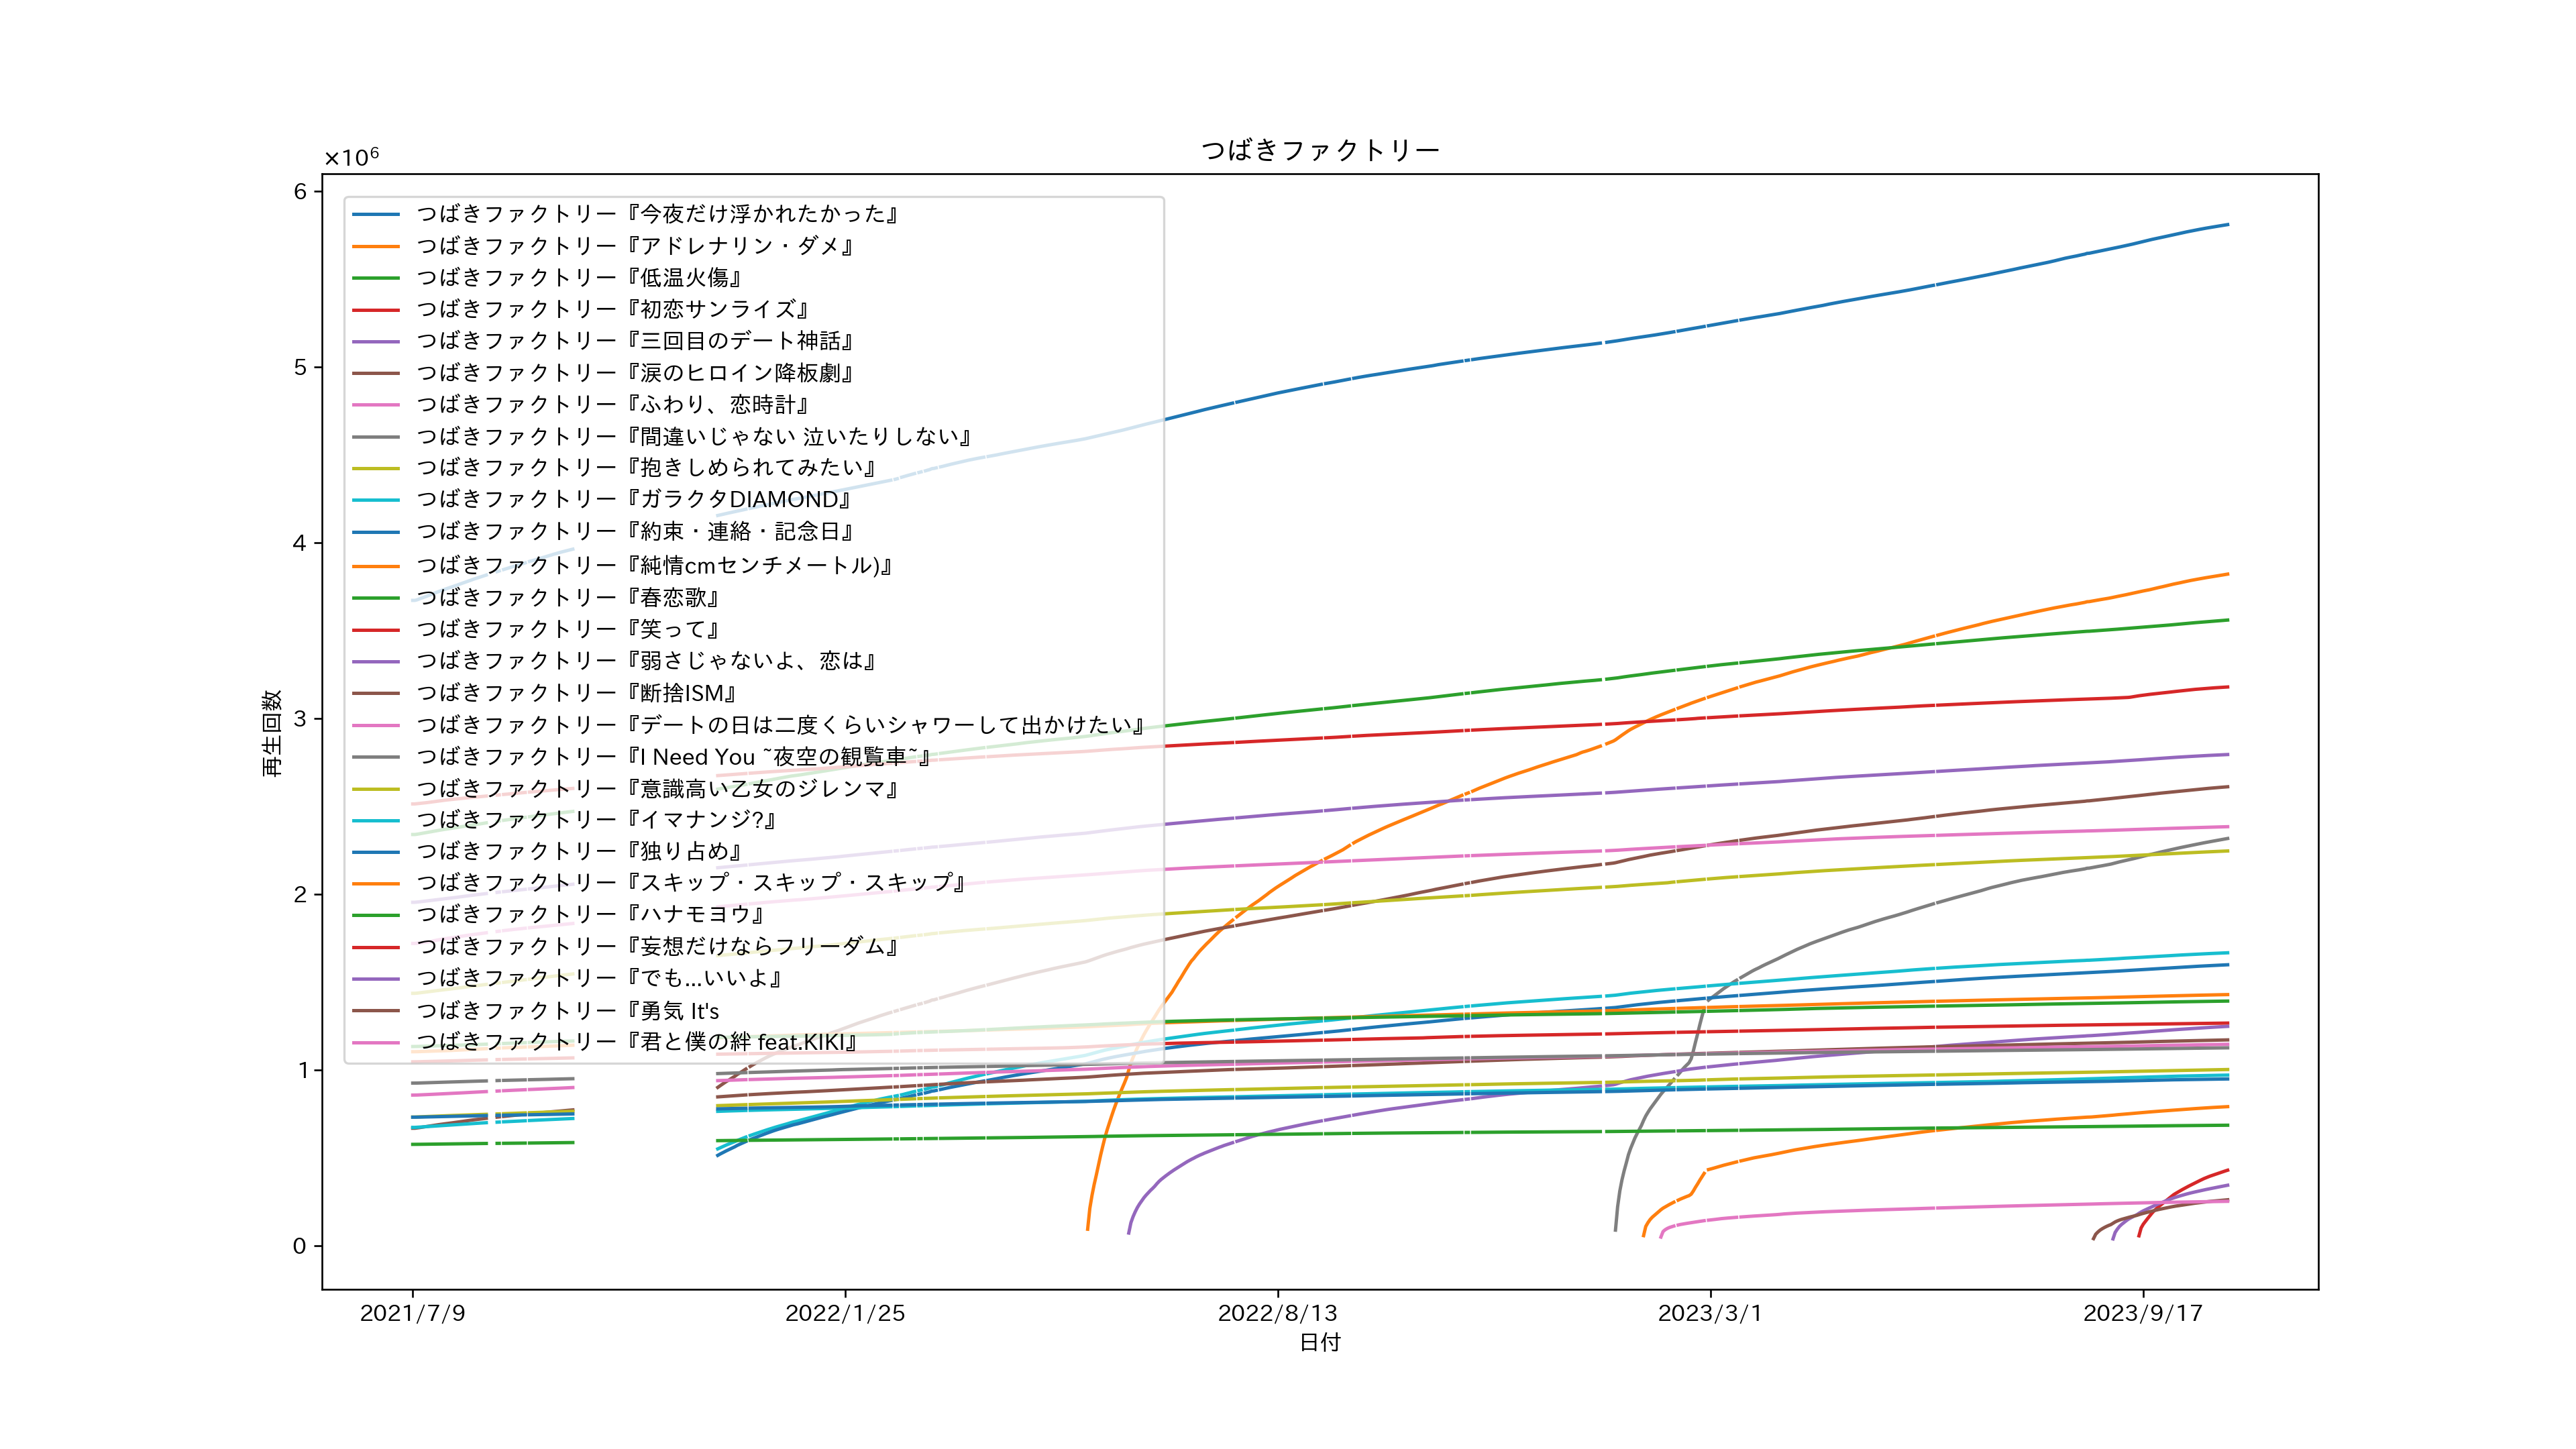 つばきファクトリー
×10⁶
6
5
4
3
2
1
0
再生回数
つばきファクトリー『今夜だけ浮かれたかった』
つばきファクトリー『アドレナリン・ダメ』
つばきファクトリー『低温火傷』
つばきファクトリー『初恋サンライズ』
つばきファクトリー『三回目のデート神話』
つばきファクトリー『涙のヒロイン降板劇』
つばきファクトリー『ふわり、恋時計』
つばきファクトリー『間違いじゃない 泣いたりしない』
つばきファクトリー『抱きしめられてみたい』
つばきファクトリー『ガラクタDIAMOND』
つばきファクトリー『約束・連絡・記念日』
つばきファクトリー『純情cmセンチメートル)』
つばきファクトリー『春恋歌』
つばきファクトリー『笑って』
つばきファクトリー『弱さじゃないよ、恋は』
つばきファクトリー『断捨ISM』
つばきファクトリー『デートの日は二度くらいシャワーして出かけたい』
つばきファクトリー『I Need You ~夜空の観覧車~』
つばきファクトリー『意識高い乙女のジレンマ』
つばきファクトリー『イマナンジ?』
つばきファクトリー『独り占め』
つばきファクトリー『スキップ・スキップ・スキップ』
つばきファクトリー『ハナモヨウ』
つばきファクトリー『妄想だけならフリーダム』
つばきファクトリー『でも...いいよ』
つばきファクトリー『勇気 It's
つばきファクトリー『君と僕の絆 feat.KIKI』
2021/7/9
2022/1/25
2022/8/13
2023/3/1
2023/9/17
日付